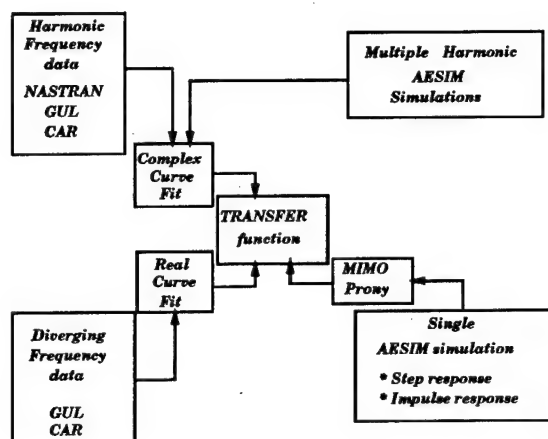 Harmonic
Frequency
data
NASTRAN
GUL
CAR
Multiple Harmonic
AESIM
Simulations
Complex
Curve
Fit
TRANSFER
function
Real
Curve
Fit
MIMO
Prony
Diverging
Frequency
data
GUL
CAR
Single
AESIM simulation
* Step response
* Impulse response